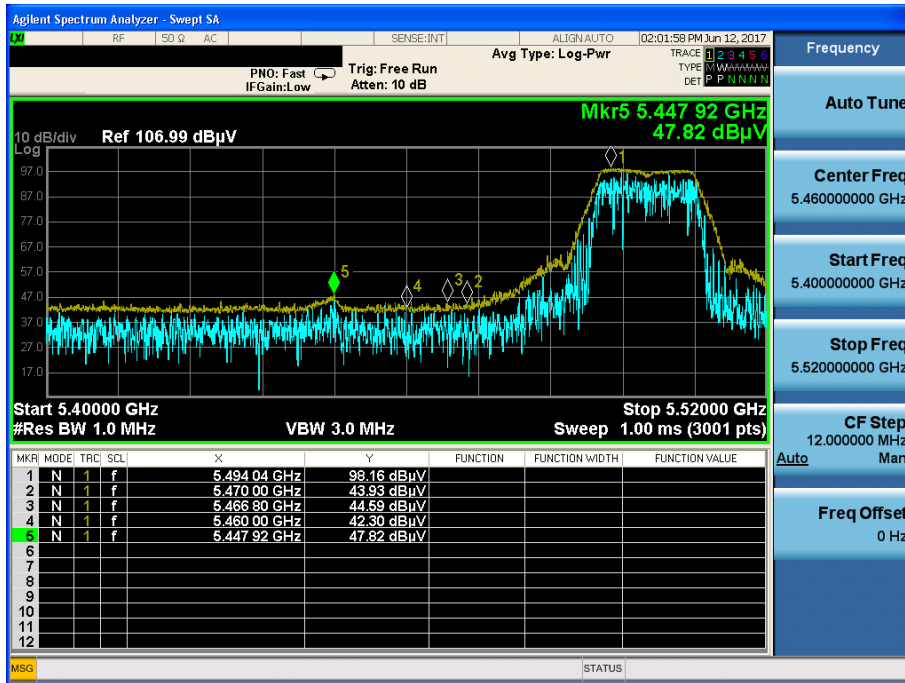 Agilent Spectrum Analyzer - Swept SA
LXI RF 50 Ω AC SENSE:INT ALIGN AUTO 02:01:58 PM Jun 12, 2017
PNO: Fast Trig: Free Run Avg Type: Log-Pwr TRACE 1 2 3 4 5 6
IFGain:Low Atten: 10 dB TYPE M W W W W W
DET P P N N N N
Mkr5 5.447 92 GHz
47.82 dBµV
10 dB/div Ref 106.99 dBµV
Log
97.0
87.0
77.0
67.0
57.0
47.0
37.0
27.0
17.0
1
5
4
3
2
Start 5.40000 GHz Stop 5.52000 GHz
#Res BW 1.0 MHz VBW 3.0 MHz Sweep 1.00 ms (3001 pts)
MKR MODE TRC SCL X Y FUNCTION FUNCTION WIDTH FUNCTION VALUE
1 N 1 f 5.494 04 GHz 98.16 dBµV
2 N 1 f 5.470 00 GHz 43.93 dBµV
3 N 1 f 5.466 80 GHz 44.59 dBµV
4 N 1 f 5.460 00 GHz 42.30 dBµV
5 N 1 f 5.447 92 GHz 47.82 dBµV
6
7
8
9
10
11
12
MSG STATUS
Frequency
Auto Tune
Center Freq
5.460000000 GHz
Start Freq
5.400000000 GHz
Stop Freq
5.520000000 GHz
CF Step
12.000000 MHz
Auto Man
Freq Offset
0 Hz